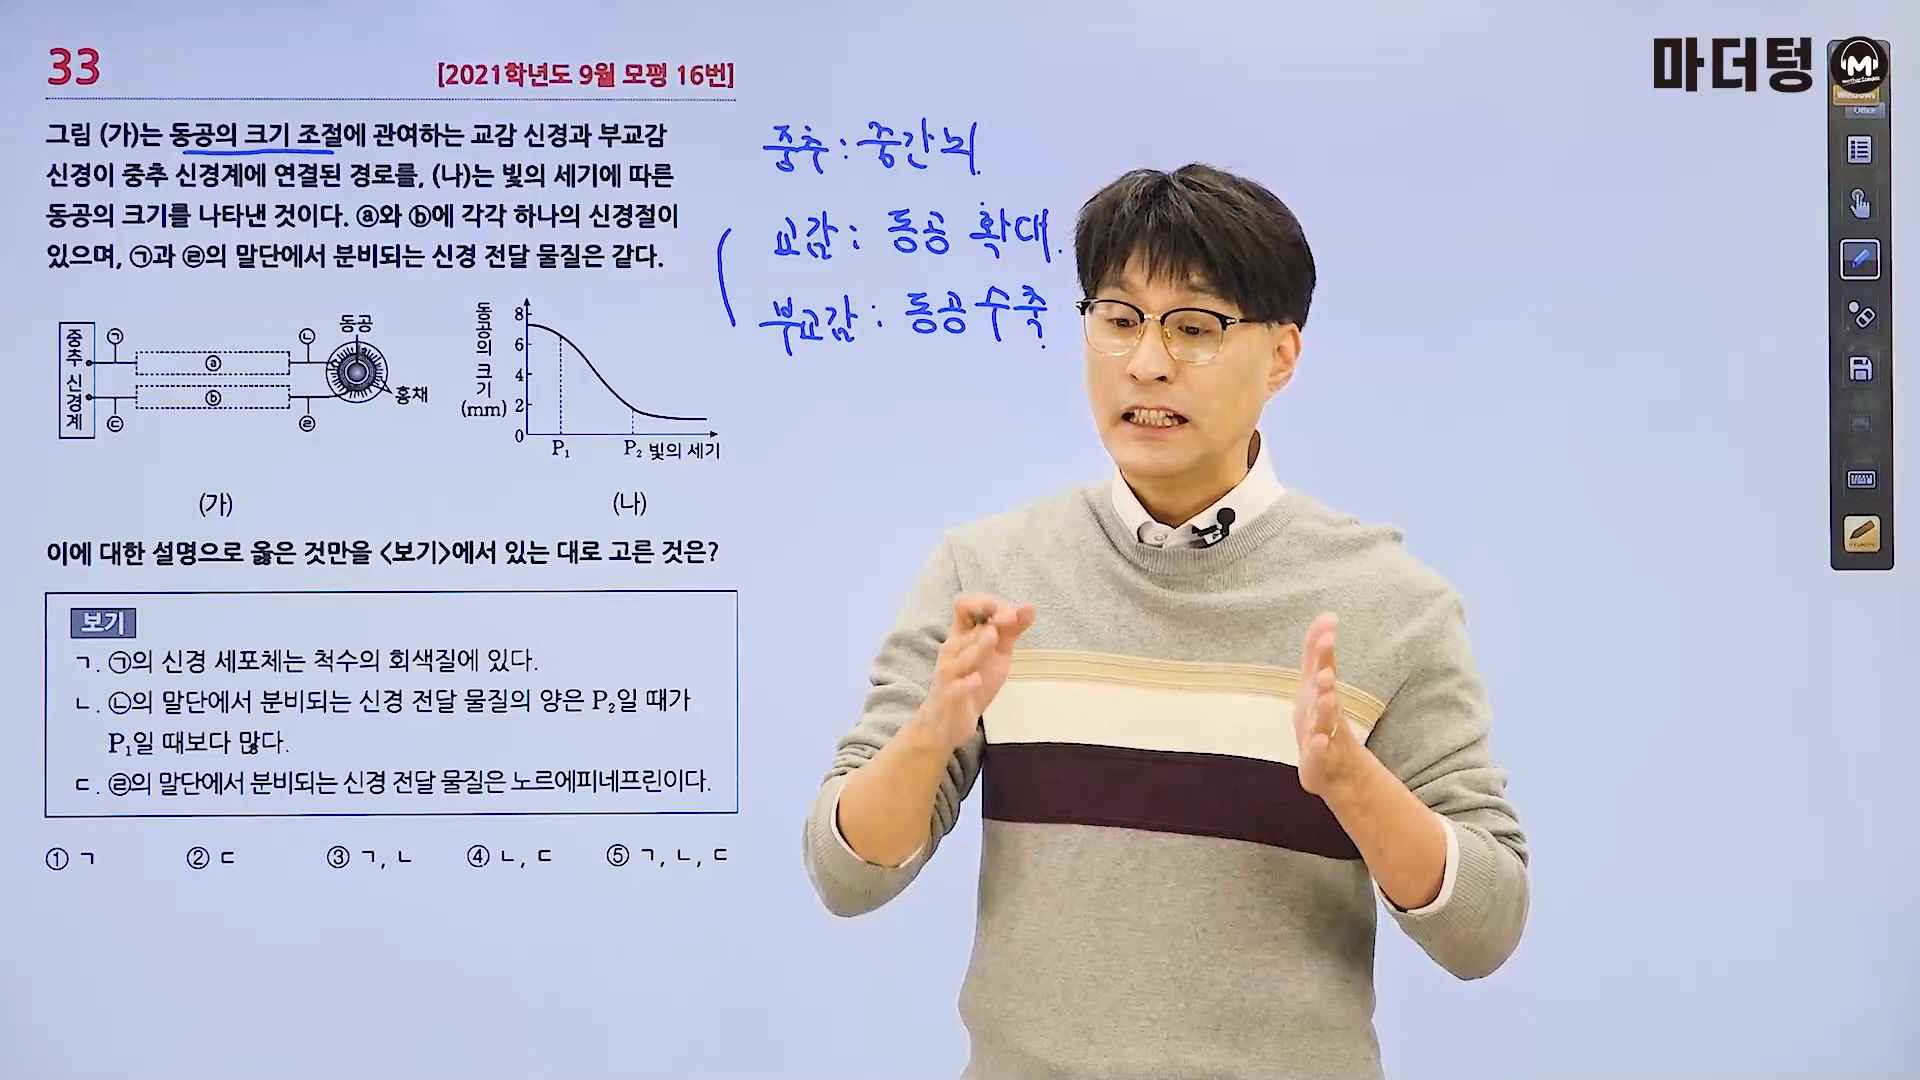 33
[2021학년도 9월 모평 16번]
그림 (가)는 동공의 크기 조절에 관여하는 교감 신경과 부교감
신경이 중추 신경계에 연결된 경로를, (나)는 빛의 세기에 따른
동공의 크기를 나타낸 것이다. ⓐ와 ⓑ에 각각 하나의 신경절이
있으며, ㉠과 ㉣의 말단에서 분비되는 신경 전달 물질은 같다.
중추 신경계
㉠
ⓐ
㉡
동공
홍채
ⓑ
㉢
㉣
(가)
동공의 크기
(mm)
8
6
4
2
0
P₁
P₂
빛의 세기
(나)
이에 대한 설명으로 옳은 것만을 <보기>에서 있는 대로 고른 것은?
보기
ㄱ. ㉠의 신경 세포체는 척수의 회색질에 있다.
ㄴ. ㉡의 말단에서 분비되는 신경 전달 물질의 양은 P₂일 때가
P₁일 때보다 많다.
ㄷ. ㉣의 말단에서 분비되는 신경 전달 물질은 노르에피네프린이다.
① ㄱ ② ㄷ ③ ㄱ, ㄴ ④ ㄴ, ㄷ ⑤ ㄱ, ㄴ, ㄷ
중추 : 중간뇌
교감 : 동공 확대.
부교감 : 동공 수축.
마더텅
M